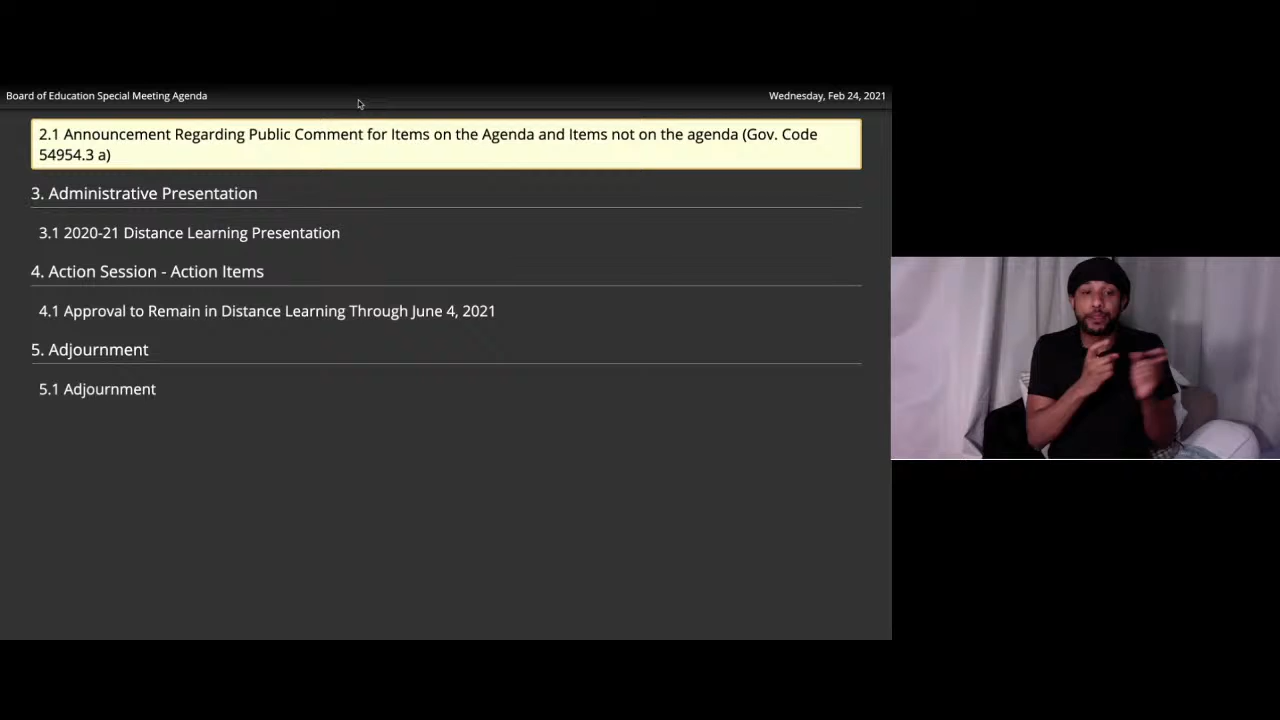 Board of Education Special Meeting Agenda
Wednesday, Feb 24, 2021
2.1 Announcement Regarding Public Comment for Items on the Agenda and Items not on the agenda (Gov. Code
54954.3 a)
3. Administrative Presentation
3.1 2020-21 Distance Learning Presentation
4. Action Session - Action Items
4.1 Approval to Remain in Distance Learning Through June 4, 2021
5. Adjournment
5.1 Adjournment